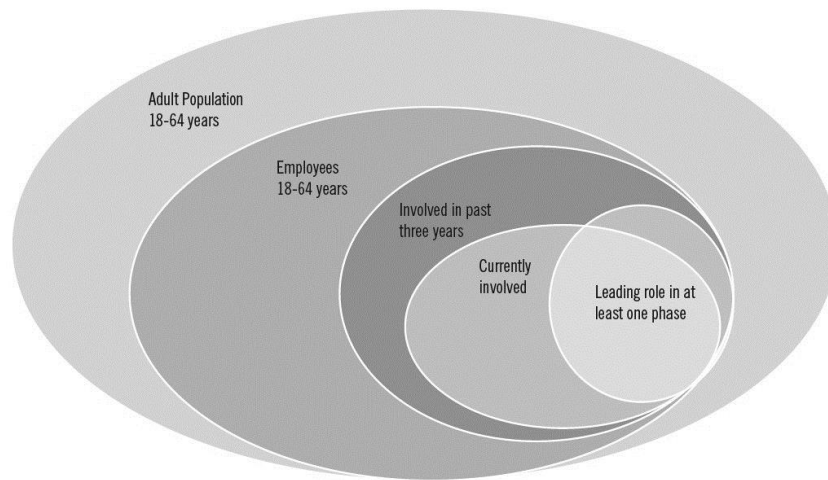 Adult Population
18-64 years
Employees
18-64 years
Involved in past
three years
Currently
involved
Leading role in at
least one phase